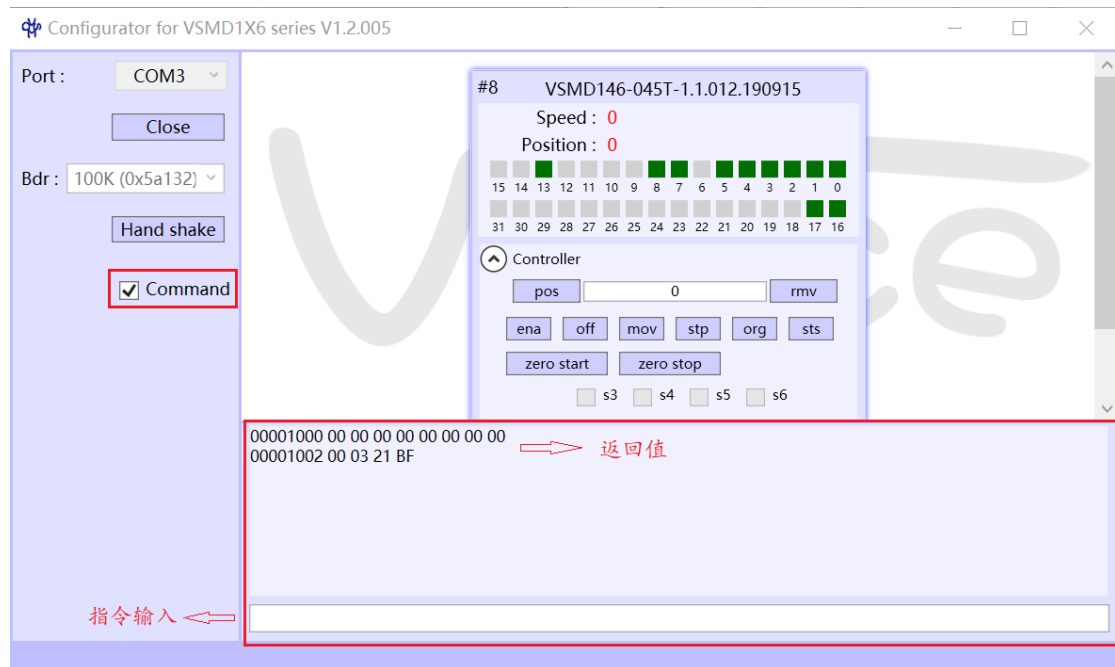 Configurator for VSMD1X6 series V1.2.005
Port : COM3
Close
Bdr : 100K (0x5a132)
Hand shake
Command
#8 VSMD146-045T-1.1.012.190915
Speed : 0
Position : 0
15 14 13 12 11 10 9 8 7 6 5 4 3 2 1 0
31 30 29 28 27 26 25 24 23 22 21 20 19 18 17 16
Controller
pos 0 rmv
ena off mov stp org sts
zero start zero stop
s3 s4 s5 s6
00001000 00 00 00 00 00 00 00 00
00001002 00 03 21 BF
返回值
指令输入